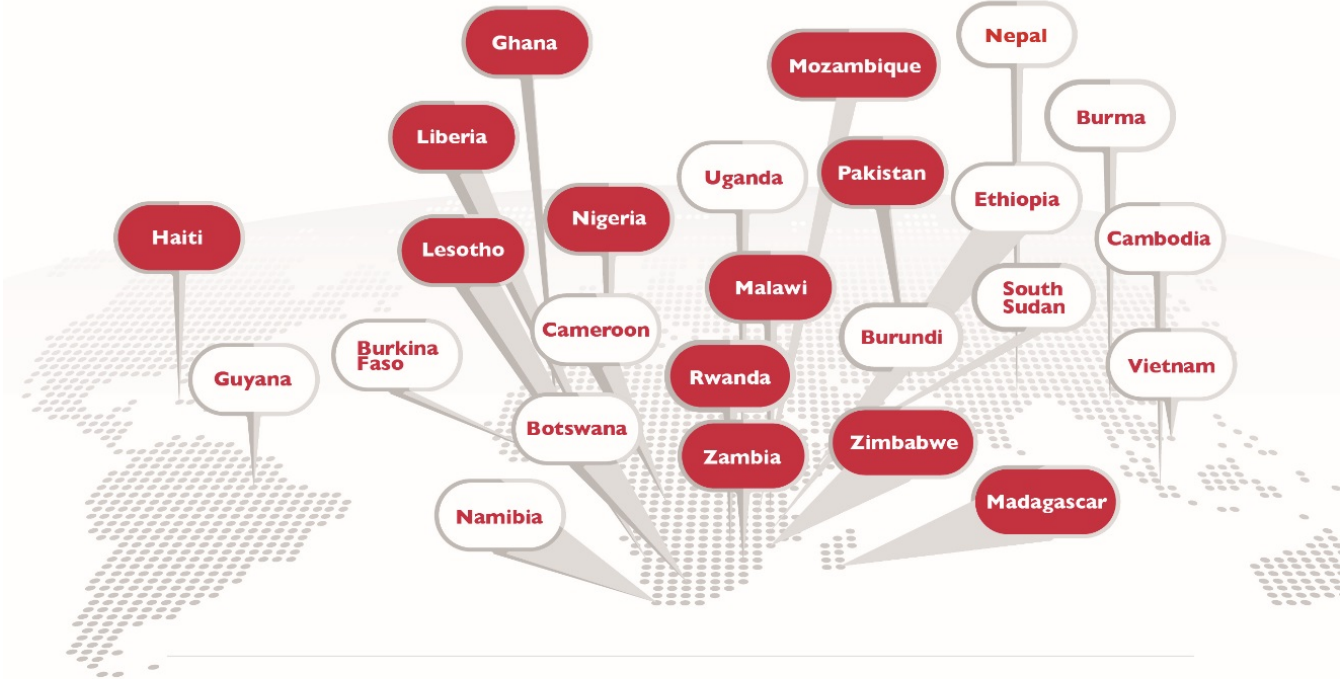 Ghana
Nepal
Mozambique
Burma
Liberia
Uganda
Pakistan
Ethiopia
Nigeria
Haiti
Lesotho
Cambodia
Malawi
South
Sudan
Cameroon
Burundi
Burkina
Faso
Vietnam
Guyana
Rwanda
Botswana
Zimbabwe
Zambia
Madagascar
Namibia